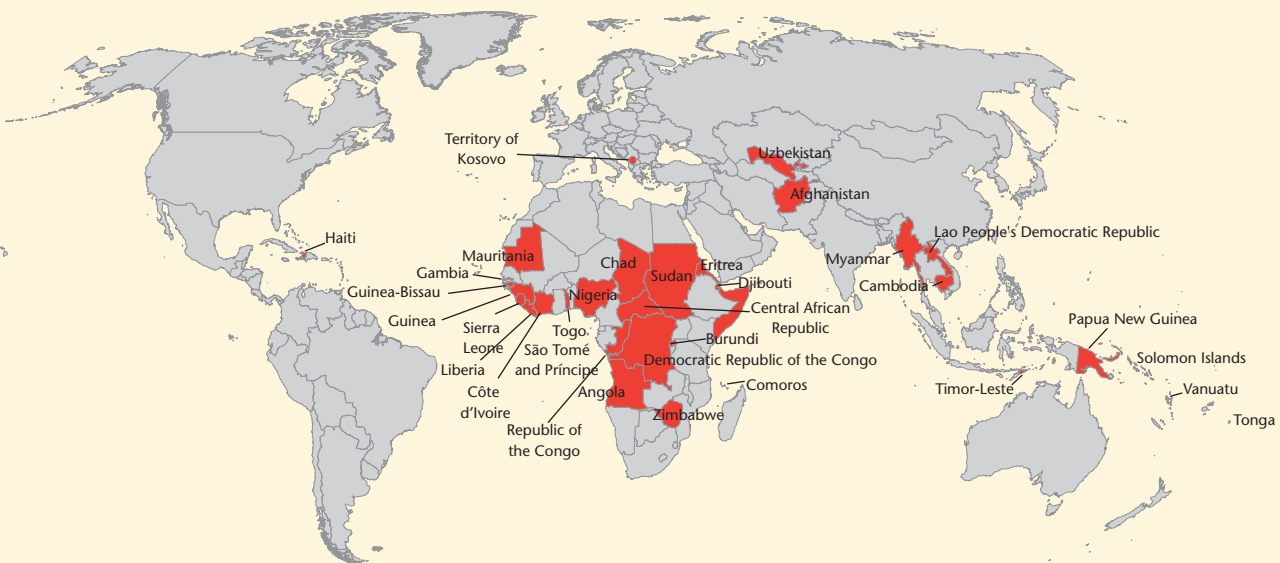 Territory of
Kosovo
Uzbekistan
Afghanistan
Haiti
Lao People's Democratic Republic
Myanmar
Cambodia
Mauritania
Gambia
Guinea-Bissau
Guinea
Sierra
Leone
Liberia
Côte
d'Ivoire
Togo
São Tomé
and Príncipe
Republic of
the Congo
Nigeria
Chad
Sudan
Eritrea
Djibouti
Central African
Republic
Burundi
Democratic Republic of the Congo
Angola
Comoros
Zimbabwe
Papua New Guinea
Solomon Islands
Timor-Leste
Vanuatu
Tonga